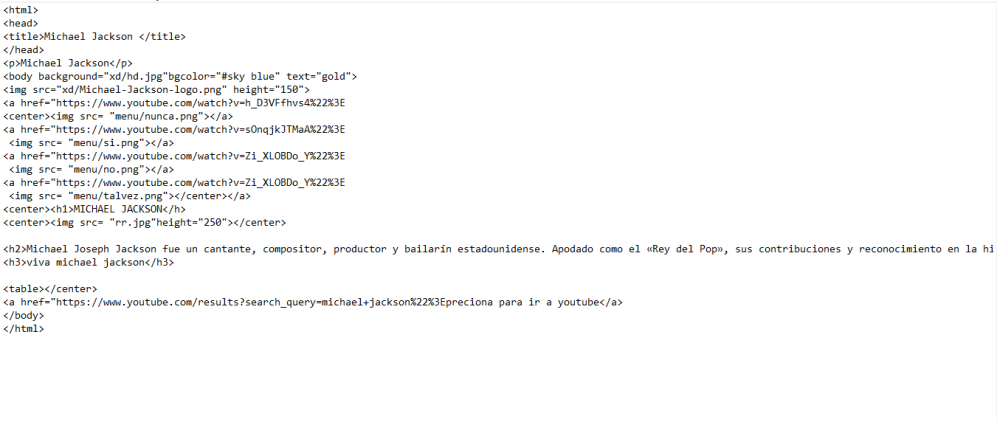 <html>
<head>
<title>Michael Jackson </title>
</head>
<p>Michael Jackson</p>
<body background="xd/hd.jpg"bgcolor="#sky blue" text="gold">
<img src="xd/Michael-Jackson-logo.png" height="150">
<a href="https://www.youtube.com/watch?v=h_D3VFfhvs4%22%3E
<center><img src= "menu/nunca.png"></a>
<a href="https://www.youtube.com/watch?v=sOnqjkJTMaA%22%3E
<img src= "menu/si.png"></a>
<a href="https://www.youtube.com/watch?v=Zi_XLOBDo_Y%22%3E
<img src= "menu/no.png"></a>
<a href="https://www.youtube.com/watch?v=Zi_XLOBDo_Y%22%3E
<img src= "menu/talvez.png"></center></a>
<center><h1>MICHAEL JACKSON</h>
<center><img src= "rr.jpg"height="250"></center>
<h2>Michael Joseph Jackson fue un cantante, compositor, productor y bailarín estadounidense. Apodado como el «Rey del Pop», sus contribuciones y reconocimiento en la hi
<h3>viva michael jackson</h3>
<table></center>
<a href="https://www.youtube.com/results?search_query=michael+jackson%22%3Epreciona para ir a youtube</a>
</body>
</html>